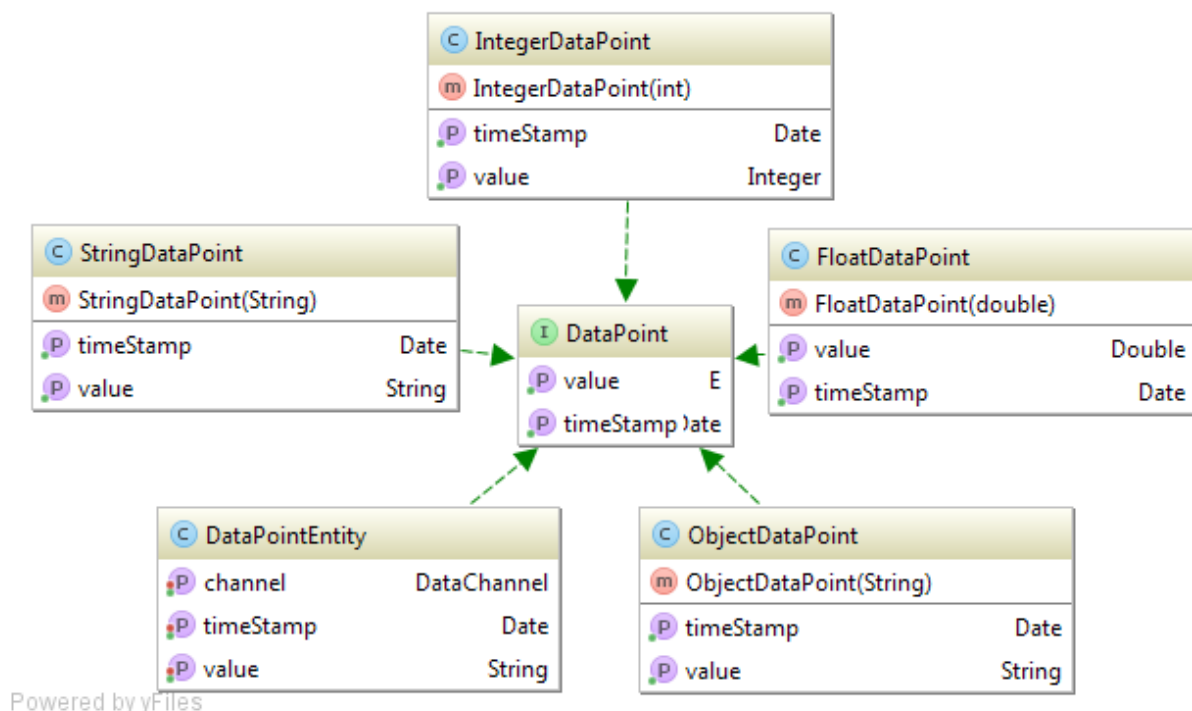 C IntegerDataPoint
m IntegerDataPoint(int)
P timeStamp Date
P value Integer
C StringDataPoint
m StringDataPoint(String)
P timeStamp Date
P value String
I DataPoint
P value E
P timeStamp Date
C FloatDataPoint
m FloatDataPoint(double)
P value Double
P timeStamp Date
C DataPointEntity
P channel DataChannel
P timeStamp Date
P value String
C ObjectDataPoint
m ObjectDataPoint(String)
P timeStamp Date
P value String
Powered by yFiles